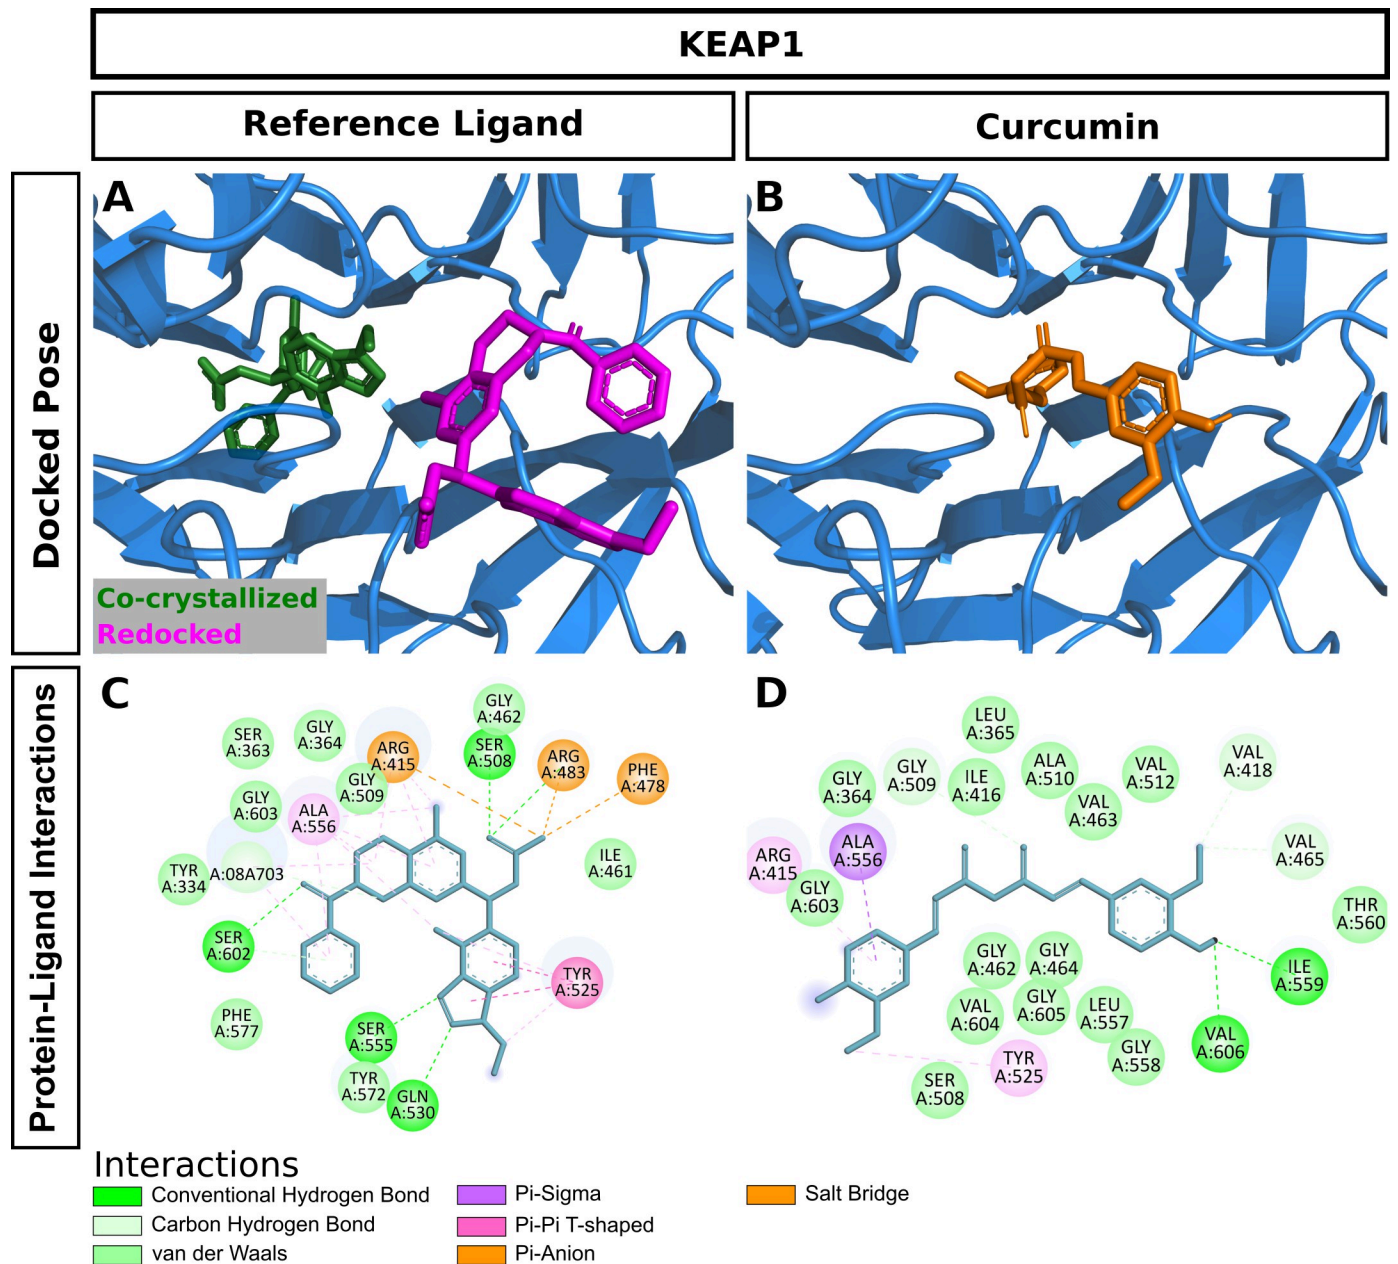 KEAP1
Reference Ligand
Curcumin
Docked Pose
A
B
Co-crystallized
Redocked
Protein-Ligand Interactions
C
GLY
A:462
SER
A:363
GLY
A:364
ARG
A:415
SER
A:508
ARG
A:483
PHE
A:478
GLY
A:509
GLY
A:603
ALA
A:556
TYR
A:334
A:08A703
ILE
A:461
SER
A:602
TYR
A:525
PHE
A:577
SER
A:555
TYR
A:572
GLN
A:530
D
LEU
A:365
GLY
A:364
GLY
A:509
ILE
A:416
ALA
A:510
VAL
A:512
VAL
A:418
VAL
A:463
ARG
A:415
ALA
A:556
VAL
A:465
GLY
A:603
THR
A:560
GLY
A:462
GLY
A:464
ILE
A:559
VAL
A:604
GLY
A:605
LEU
A:557
GLY
A:558
VAL
A:606
SER
A:508
TYR
A:525
Interactions
Conventional Hydrogen Bond
Carbon Hydrogen Bond
van der Waals
Pi-Sigma
Pi-Pi T-shaped
Pi-Anion
Salt Bridge